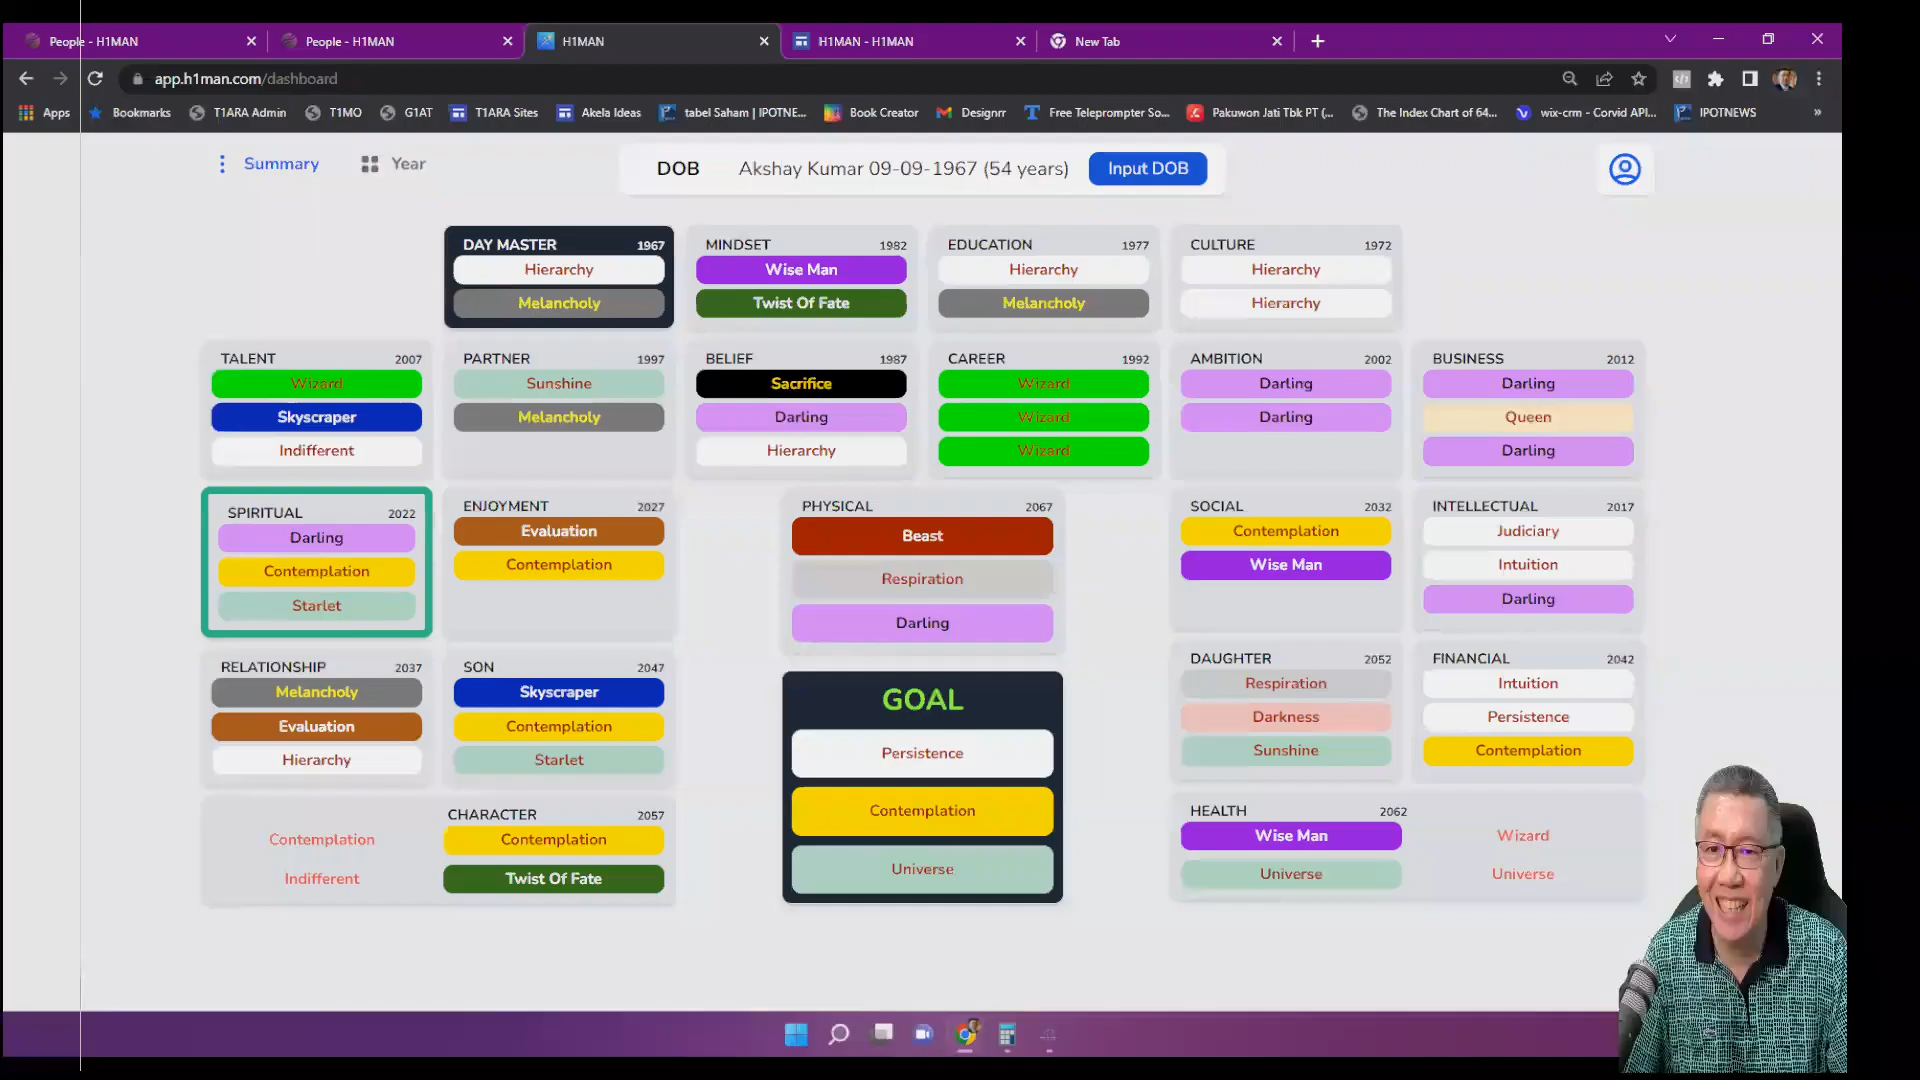 People - H1MAN
People - H1MAN
H1MAN
H1MAN - H1MAN
New Tab
app.h1man.com/dashboard
Apps
Bookmarks
T1ARA Admin
T1MO
G1AT
T1ARA Sites
Akela Ideas
tabel Saham | IPOTNE...
Book Creator
Designrr
Free Teleprompter So...
Pakuwon Jati Tbk PT (...
The Index Chart of 64...
wix-crm - Corvid API...
IPOTNEWS
»
Summary
Year
DOB
Akshay Kumar 09-09-1967 (54 years)
Input DOB
DAY MASTER 1967
Hierarchy
Melancholy
MINDSET 1982
Wise Man
Twist Of Fate
EDUCATION 1977
Hierarchy
Melancholy
CULTURE 1972
Hierarchy
Hierarchy
TALENT 2007
Wizard
Skyscraper
Indifferent
PARTNER 1997
Sunshine
Melancholy
BELIEF 1987
Sacrifice
Darling
Hierarchy
CAREER 1992
Wizard
Wizard
Wizard
AMBITION 2002
Darling
Darling
BUSINESS 2012
Darling
Queen
Darling
SPIRITUAL 2022
Darling
Contemplation
Starlet
ENJOYMENT 2027
Evaluation
Contemplation
PHYSICAL 2067
Beast
Respiration
Darling
SOCIAL 2032
Contemplation
Wise Man
INTELLECTUAL 2017
Judiciary
Intuition
Darling
RELATIONSHIP 2037
Melancholy
Evaluation
Hierarchy
SON 2047
Skyscraper
Contemplation
Starlet
GOAL
Persistence
Contemplation
Universe
DAUGHTER 2052
Respiration
Darkness
Sunshine
FINANCIAL 2042
Intuition
Persistence
Contemplation
CHARACTER 2057
Contemplation Contemplation
Indifferent Twist Of Fate
HEALTH 2062
Wise Man Wizard
Universe Universe